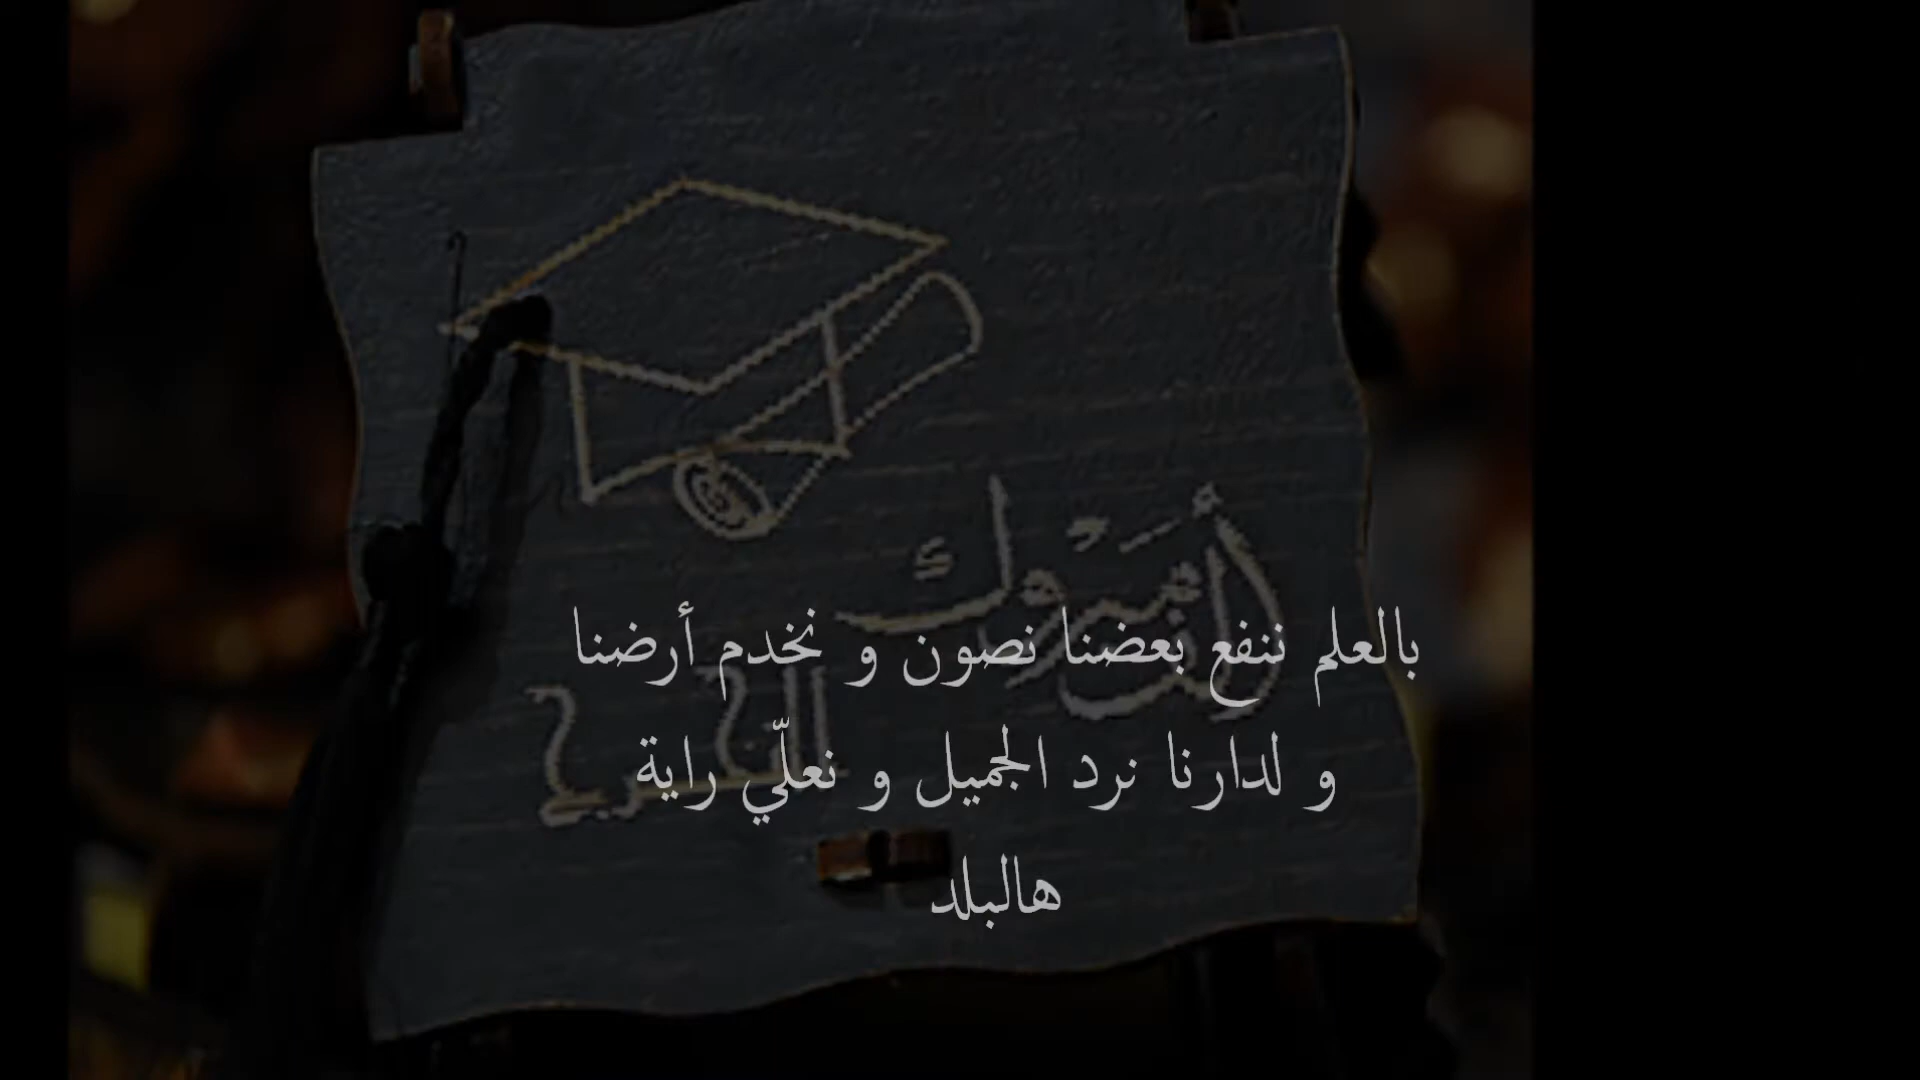 بالعلم ننفع بعضنا نصون و نخدم أرضنا
و لدارنا نرد الجميل و نعلّي راية
هالبلد